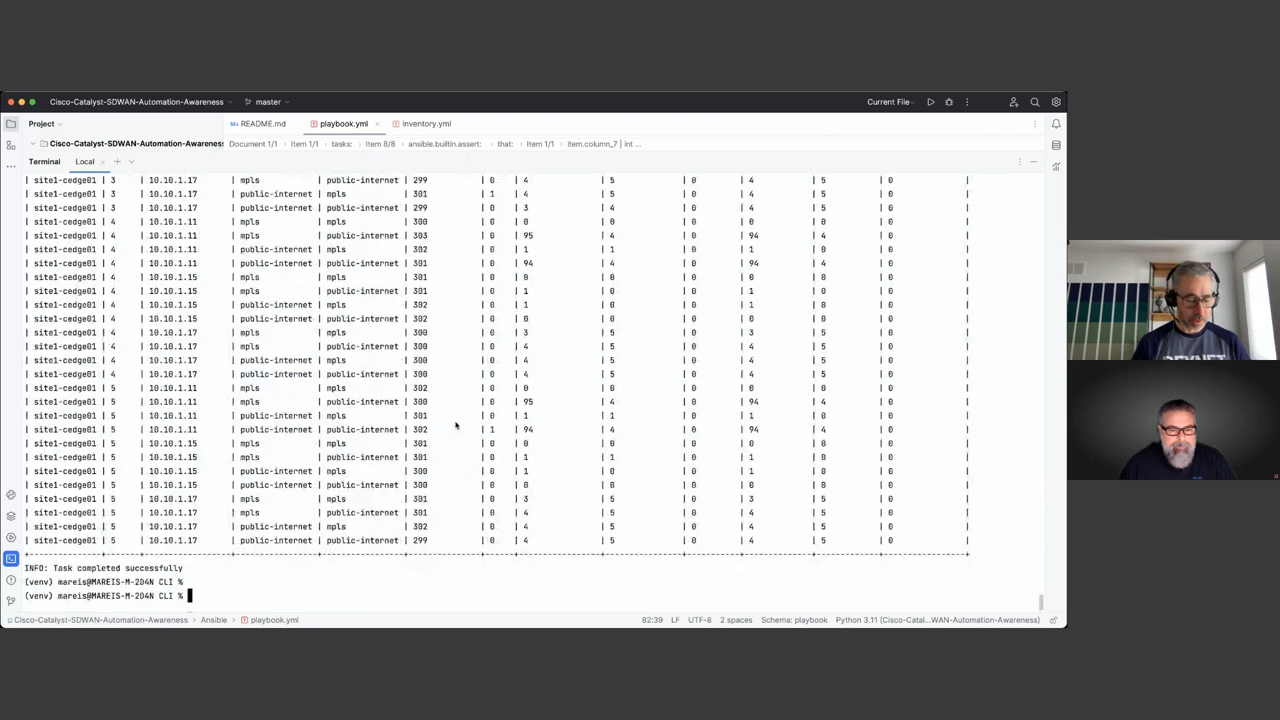 Cisco-Catalyst-SDWAN-Automation-Awareness master Current File
Project README.md playbook.yml inventory.yml
Cisco-Catalyst-SDWAN-Automation-Awareness Document 1/1 Item 1/1 tasks: Item 8/8 ansible.builtin.assert: that: Item 1/1 item.column_7 | int ...
Terminal Local
| site1-cedge01 | 3 | 10.10.1.17 | mpls | public-internet | 299 | 0 | 4 | 5 | 0 | 4 | 5 | 0 |
| site1-cedge01 | 3 | 10.10.1.17 | public-internet | mpls | 301 | 1 | 4 | 5 | 0 | 4 | 5 | 0 |
| site1-cedge01 | 3 | 10.10.1.17 | public-internet | public-internet | 299 | 0 | 3 | 5 | 0 | 4 | 5 | 0 |
| site1-cedge01 | 4 | 10.10.1.11 | mpls | mpls | 300 | 0 | 0 | 0 | 0 | 0 | 0 | 0 |
| site1-cedge01 | 4 | 10.10.1.11 | mpls | public-internet | 303 | 0 | 95 | 4 | 0 | 94 | 4 | 0 |
| site1-cedge01 | 4 | 10.10.1.11 | public-internet | mpls | 302 | 0 | 1 | 1 | 0 | 1 | 0 | 0 |
| site1-cedge01 | 4 | 10.10.1.11 | public-internet | public-internet | 301 | 0 | 94 | 4 | 0 | 94 | 4 | 0 |
| site1-cedge01 | 4 | 10.10.1.15 | mpls | mpls | 301 | 0 | 0 | 0 | 0 | 0 | 0 | 0 |
| site1-cedge01 | 4 | 10.10.1.15 | mpls | public-internet | 301 | 0 | 1 | 0 | 0 | 1 | 0 | 0 |
| site1-cedge01 | 4 | 10.10.1.15 | public-internet | mpls | 302 | 0 | 1 | 0 | 0 | 1 | 0 | 0 |
| site1-cedge01 | 4 | 10.10.1.15 | public-internet | public-internet | 302 | 0 | 0 | 0 | 0 | 0 | 0 | 0 |
| site1-cedge01 | 4 | 10.10.1.17 | mpls | mpls | 300 | 0 | 3 | 5 | 0 | 3 | 5 | 0 |
| site1-cedge01 | 4 | 10.10.1.17 | mpls | public-internet | 300 | 0 | 4 | 5 | 0 | 4 | 5 | 0 |
| site1-cedge01 | 4 | 10.10.1.17 | public-internet | mpls | 300 | 0 | 4 | 5 | 0 | 4 | 5 | 0 |
| site1-cedge01 | 4 | 10.10.1.17 | public-internet | public-internet | 300 | 0 | 4 | 5 | 0 | 4 | 5 | 0 |
| site1-cedge01 | 5 | 10.10.1.11 | mpls | mpls | 302 | 0 | 0 | 0 | 0 | 0 | 0 | 0 |
| site1-cedge01 | 5 | 10.10.1.11 | mpls | public-internet | 300 | 0 | 95 | 4 | 0 | 94 | 4 | 0 |
| site1-cedge01 | 5 | 10.10.1.11 | public-internet | mpls | 301 | 0 | 1 | 1 | 0 | 1 | 0 | 0 |
| site1-cedge01 | 5 | 10.10.1.11 | public-internet | public-internet | 302 | 1 | 94 | 4 | 0 | 94 | 4 | 0 |
| site1-cedge01 | 5 | 10.10.1.15 | mpls | mpls | 301 | 0 | 0 | 0 | 0 | 0 | 0 | 0 |
| site1-cedge01 | 5 | 10.10.1.15 | mpls | public-internet | 301 | 0 | 1 | 1 | 0 | 1 | 0 | 0 |
| site1-cedge01 | 5 | 10.10.1.15 | public-internet | mpls | 300 | 0 | 1 | 0 | 0 | 1 | 0 | 0 |
| site1-cedge01 | 5 | 10.10.1.15 | public-internet | public-internet | 300 | 0 | 0 | 0 | 0 | 0 | 0 | 0 |
| site1-cedge01 | 5 | 10.10.1.17 | mpls | mpls | 301 | 0 | 3 | 5 | 0 | 3 | 5 | 0 |
| site1-cedge01 | 5 | 10.10.1.17 | mpls | public-internet | 301 | 0 | 4 | 5 | 0 | 4 | 5 | 0 |
| site1-cedge01 | 5 | 10.10.1.17 | public-internet | mpls | 302 | 0 | 4 | 5 | 0 | 4 | 5 | 0 |
| site1-cedge01 | 5 | 10.10.1.17 | public-internet | public-internet | 299 | 0 | 4 | 5 | 0 | 4 | 5 | 0 |
INFO: Task completed successfully
(venv) mareis@MAREIS-M-2D4N CLI %
(venv) mareis@MAREIS-M-2D4N CLI %
Cisco-Catalyst-SDWAN-Automation-Awareness Ansible playbook.yml 82:39 LF UTF-8 2 spaces Schema: playbook Python 3.11 (Cisco-Catal...WAN-Automation-Awareness)